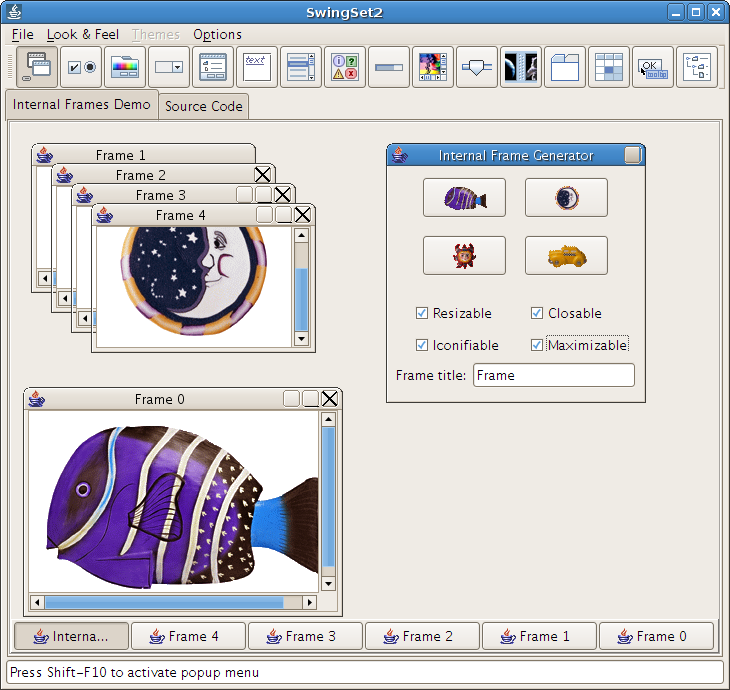 SwingSet2
File Look & Feel Themes Options
text
OK
tooltip
Internal Frames Demo Source Code
Frame 1
Frame 2
Frame 3
Frame 4
Internal Frame Generator
Resizable Closable
Iconifiable Maximizable
Frame title: Frame
Frame 0
Interna... Frame 4 Frame 3 Frame 2 Frame 1 Frame 0
Press Shift-F10 to activate popup menu